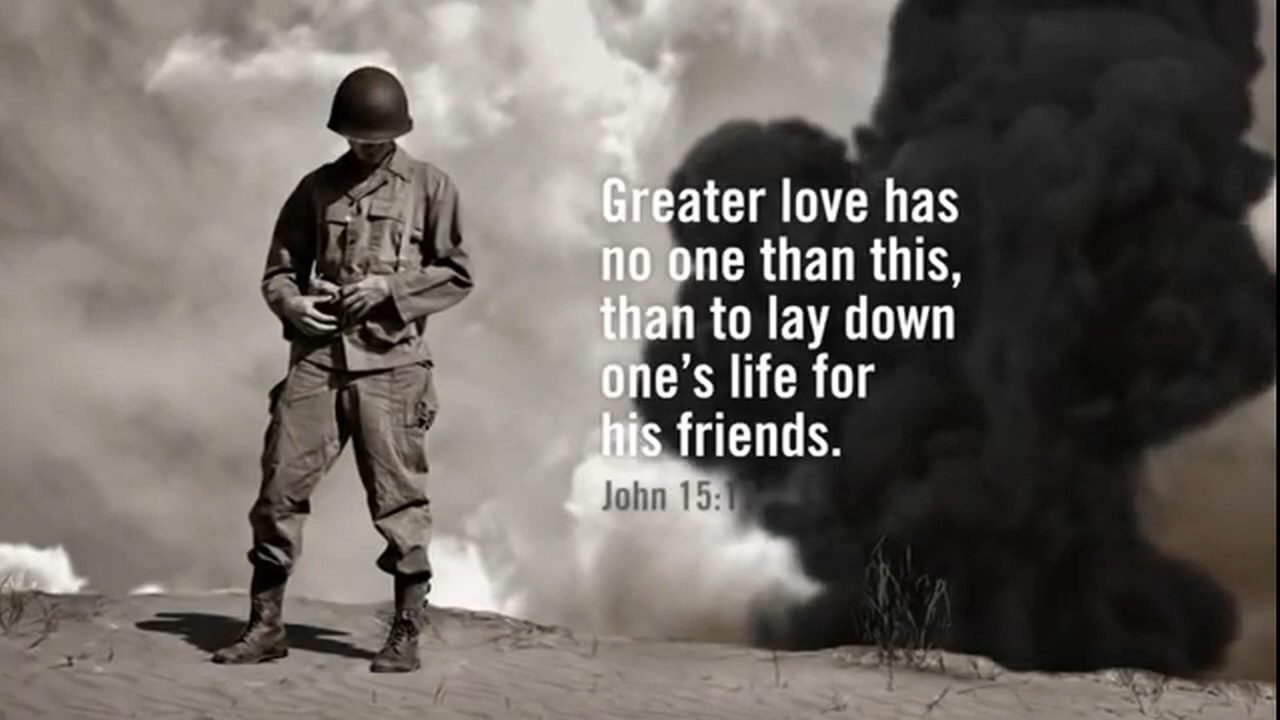 Greater love has
no one than this,
than to lay down
one's life for
his friends.
John 15:1